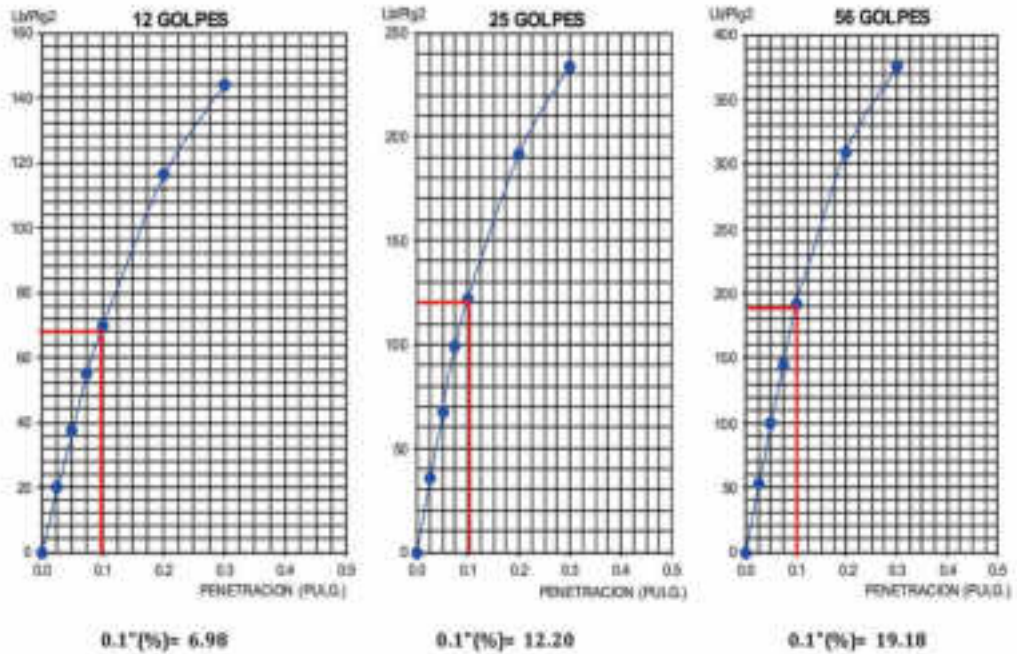 Lb/Plg2
12 GOLPES
160
140
120
100
80
60
40
20
0
0.0 0.1 0.2 0.3 0.4 0.5
PENETRACION (PULG.)
0.1"(%)= 6.98
Lb/Plg2
25 GOLPES
250
200
150
100
50
0
0.0 0.1 0.2 0.3 0.4 0.5
PENETRACION (PULG.)
0.1"(%)= 12.20
Lb/Plg2
56 GOLPES
400
350
300
250
200
150
100
50
0
0.0 0.1 0.2 0.3 0.4 0.5
PENETRACION (PULG.)
0.1"(%)= 19.18